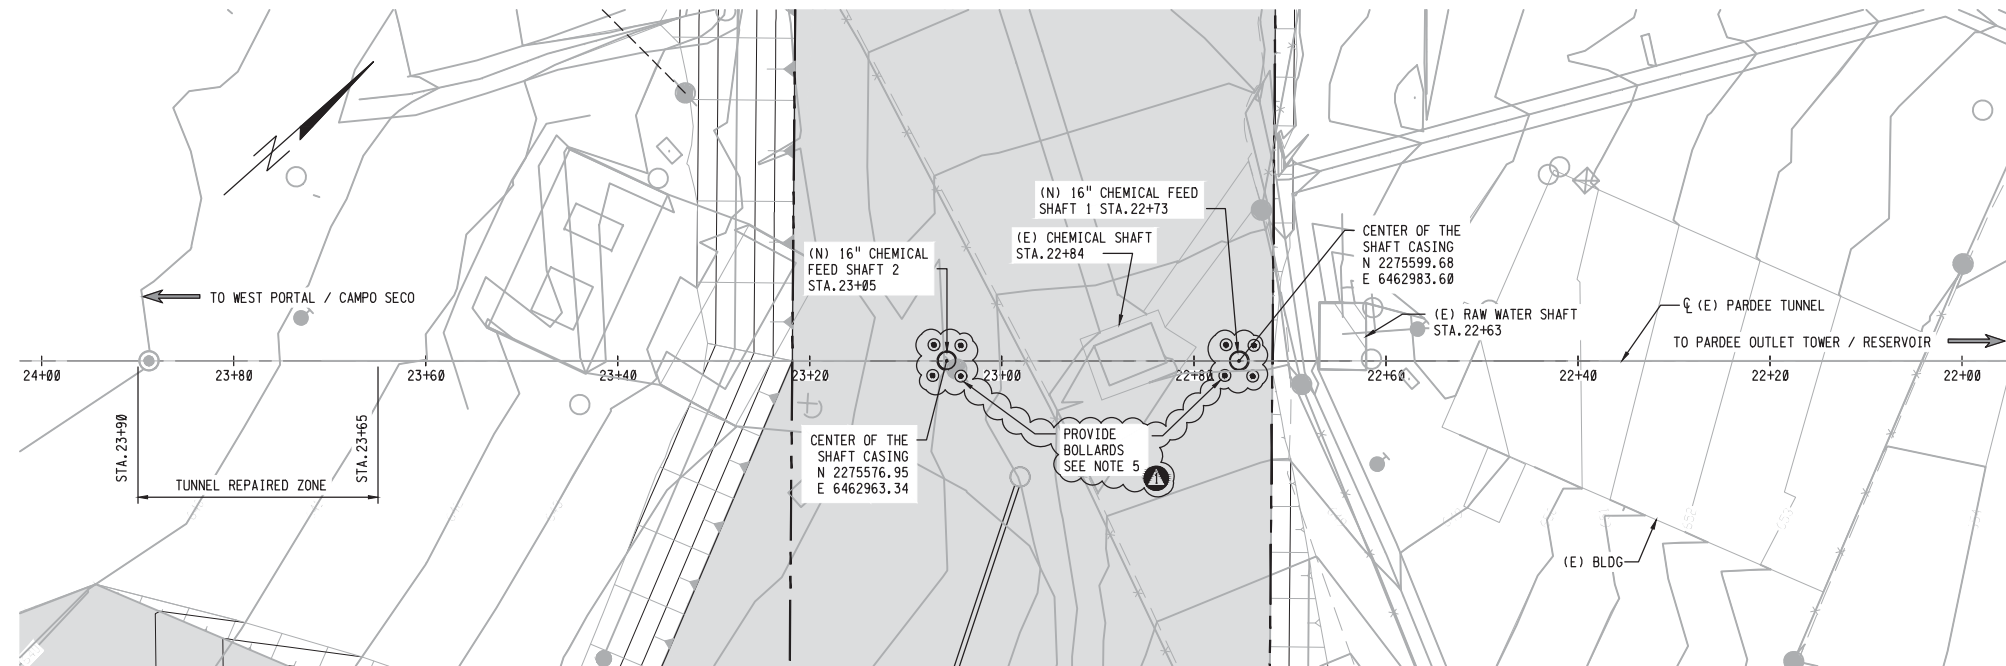 (N) 16" CHEMICAL FEED
SHAFT 1 STA.22+73
(E) CHEMICAL SHAFT
STA.22+84
(N) 16" CHEMICAL
FEED SHAFT 2
STA.23+05
CENTER OF THE
SHAFT CASING
N 2275599.68
E 6462983.60
TO WEST PORTAL / CAMPO SECO
℄ (E) PARDEE TUNNEL
(E) RAW WATER SHAFT
STA.22+63
TO PARDEE OUTLET TOWER / RESERVOIR
24+00
23+80
23+60
23+40
23+20
23+00
22+80
22+60
22+40
22+20
22+00
STA.23+90
STA.23+65
TUNNEL REPAIRED ZONE
CENTER OF THE
SHAFT CASING
N 2275576.95
E 6462963.34
PROVIDE
BOLLARDS
SEE NOTE 5
1
(E) BLDG